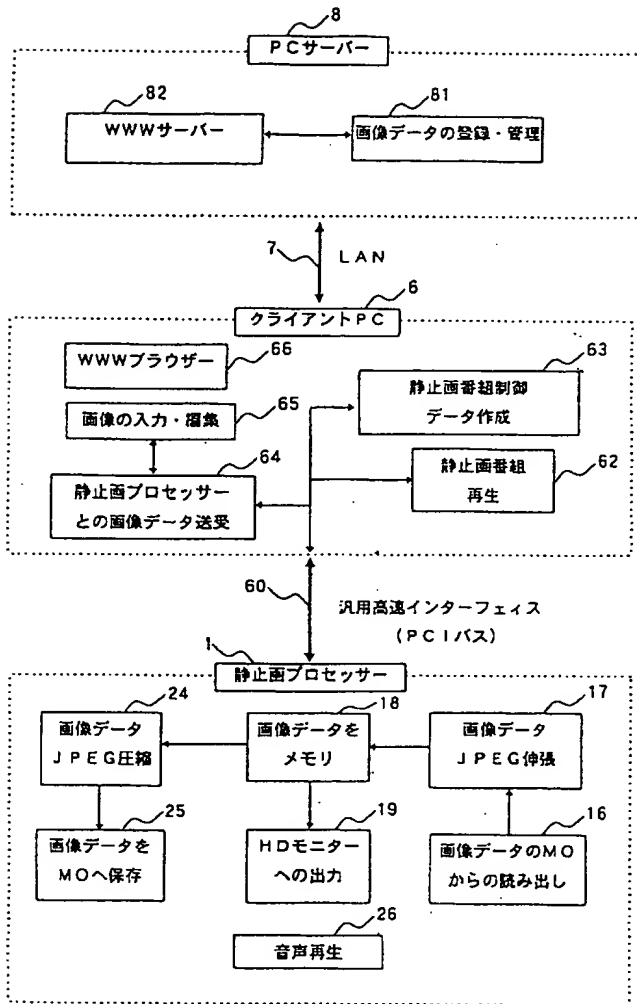 8
PCサーバー
82
WWWサーバー
81
画像データの登録・管理
7
LAN
6
クライアントPC
WWWブラウザー
66
画像の入力・編集
65
64
静止画プロセッサー
との画像データ送受
63
静止画番組制御
データ作成
静止画番組
再生
62
60
汎用高速インターフェィス
(PCIバス)
1
静止画プロセッサー
24
画像データ
JPEG圧縮
18
画像データを
メモリ
17
画像データ
JPEG伸張
25
画像データを
MOへ保存
19
HDモニター
への出力
16
画像データのMO
からの読み出し
26
音声再生